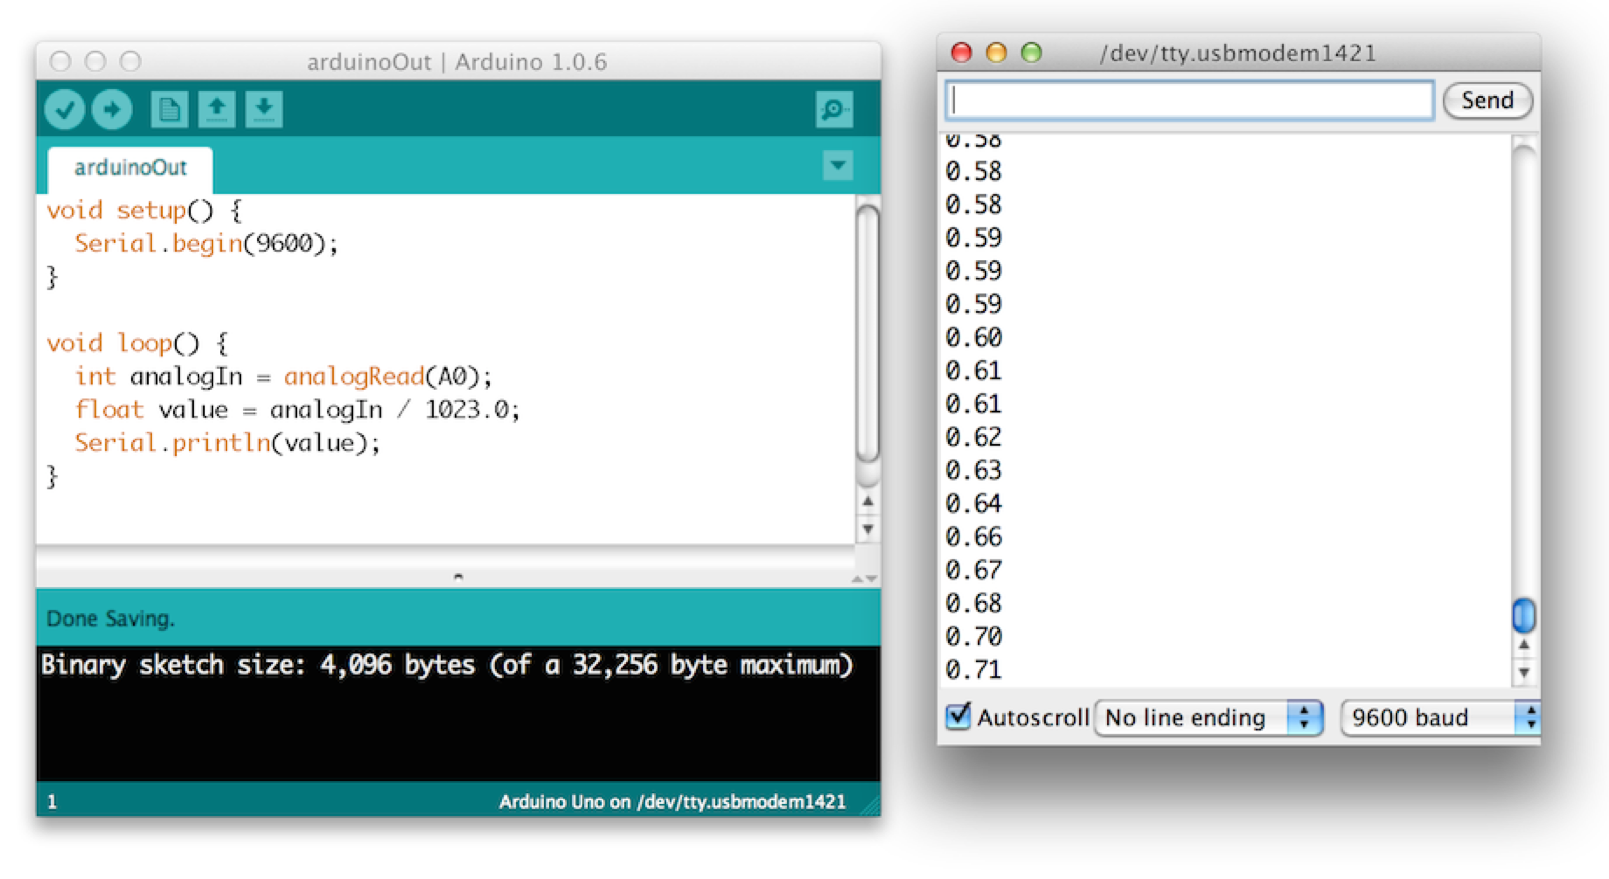 arduinoOut | Arduino 1.0.6
arduinoOut
void setup() {
  Serial.begin(9600);
}
void loop() {
  int analogIn = analogRead(A0);
  float value = analogIn / 1023.0;
  Serial.println(value);
}
Done Saving.
Binary sketch size: 4,096 bytes (of a 32,256 byte maximum)
1
Arduino Uno on /dev/tty.usbmodem1421
/dev/tty.usbmodem1421
Send
0.58
0.58
0.58
0.59
0.59
0.59
0.60
0.61
0.61
0.62
0.63
0.64
0.66
0.67
0.68
0.70
0.71
Autoscroll
No line ending
9600 baud